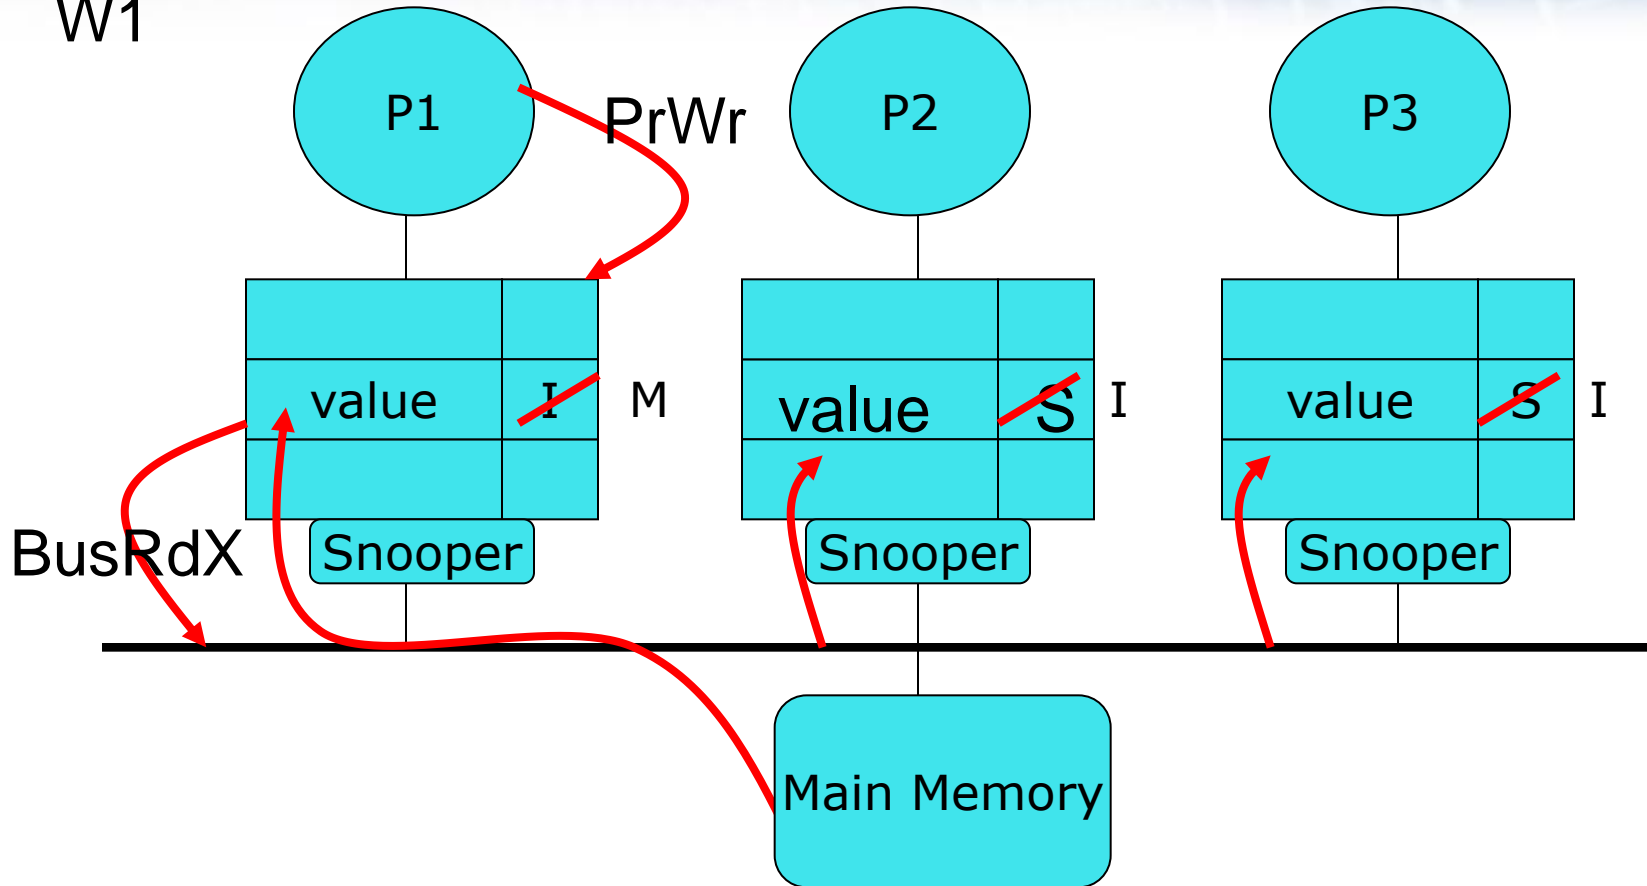 W1
P1
PrWr
P2
P3
value I M
value S I
value S I
BusRdX
Snooper
Snooper
Snooper
Main Memory